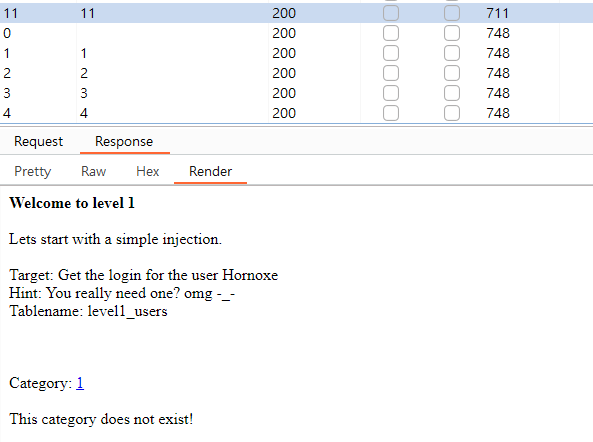 11 11 200 711
0 200 748
1 1 200 748
2 2 200 748
3 3 200 748
4 4 200 748
Request Response
Pretty Raw Hex Render
Welcome to level 1
Lets start with a simple injection.
Target: Get the login for the user Hornoxe
Hint: You really need one? omg -_-
Tablename: level1_users
Category: 1
This category does not exist!